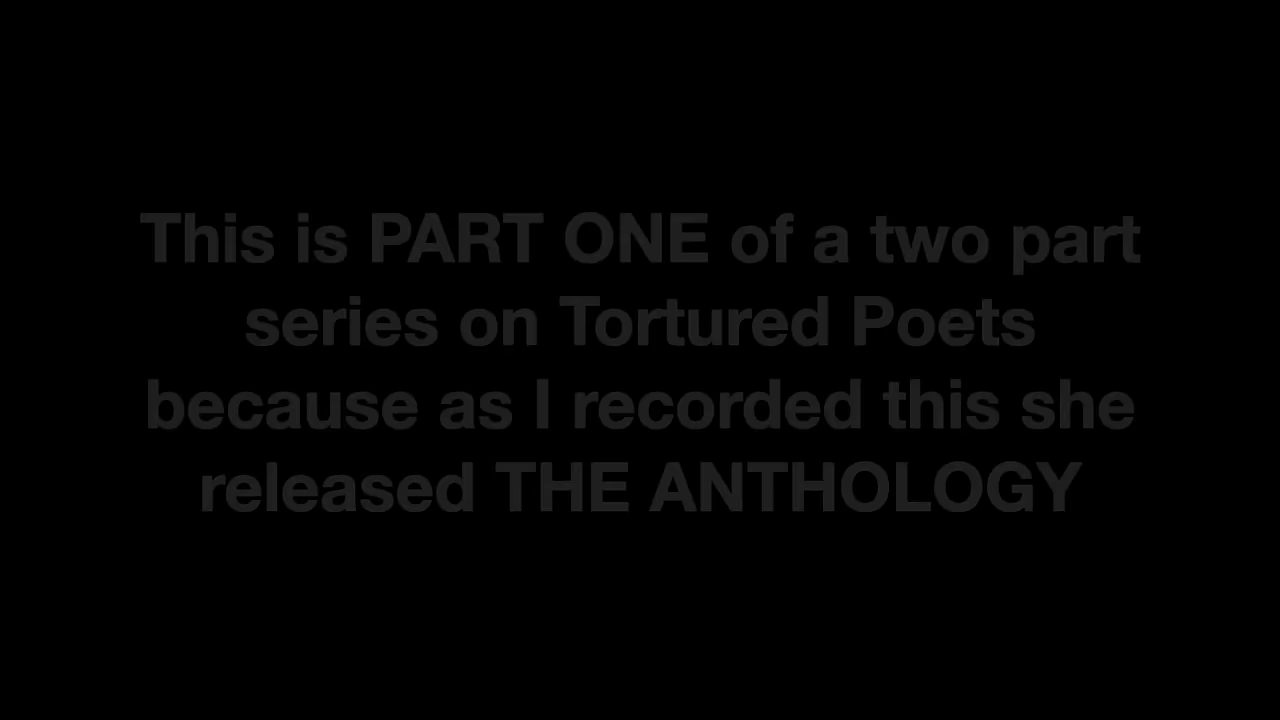 This is PART ONE of a two part
series on Tortured Poets
because as I recorded this she
released THE ANTHOLOGY